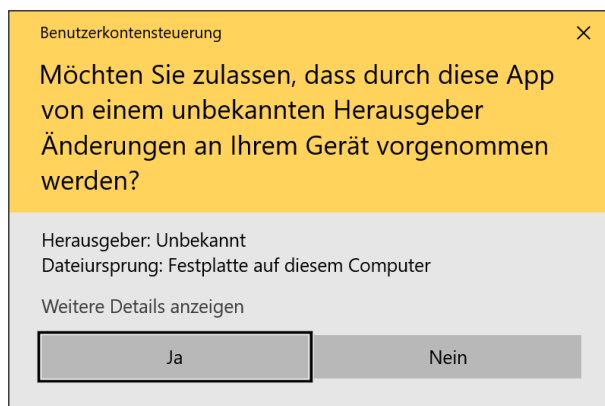 Benutzerkontensteuerung
Möchten Sie zulassen, dass durch diese App
von einem unbekannten Herausgeber
Änderungen an Ihrem Gerät vorgenommen
werden?
Herausgeber: Unbekannt
Dateiursprung: Festplatte auf diesem Computer
Weitere Details anzeigen
Ja
Nein